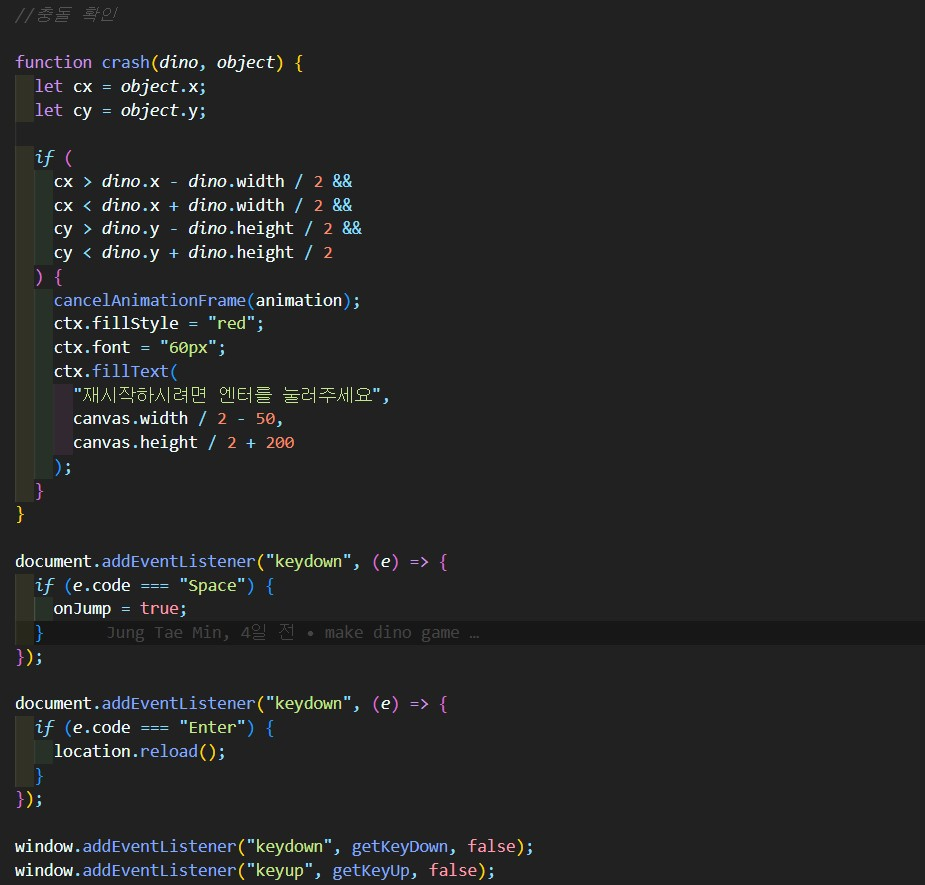 //충돌 확인
function crash(dino, object) {
let cx = object.x;
let cy = object.y;
if (
cx > dino.x - dino.width / 2 &&
cx < dino.x + dino.width / 2 &&
cy > dino.y - dino.height / 2 &&
cy < dino.y + dino.height / 2
) {
cancelAnimationFrame(animation);
ctx.fillStyle = "red";
ctx.font = "60px";
ctx.fillText(
"재시작하시려면 엔터를 눌러주세요",
canvas.width / 2 - 50,
canvas.height / 2 + 200
);
}
}
document.addEventListener("keydown", (e) => {
if (e.code === "Space") {
onJump = true;
} Jung Tae Min, 4일 전 • make dino game …
});
document.addEventListener("keydown", (e) => {
if (e.code === "Enter") {
location.reload();
}
});
window.addEventListener("keydown", getKeyDown, false);
window.addEventListener("keyup", getKeyUp, false);